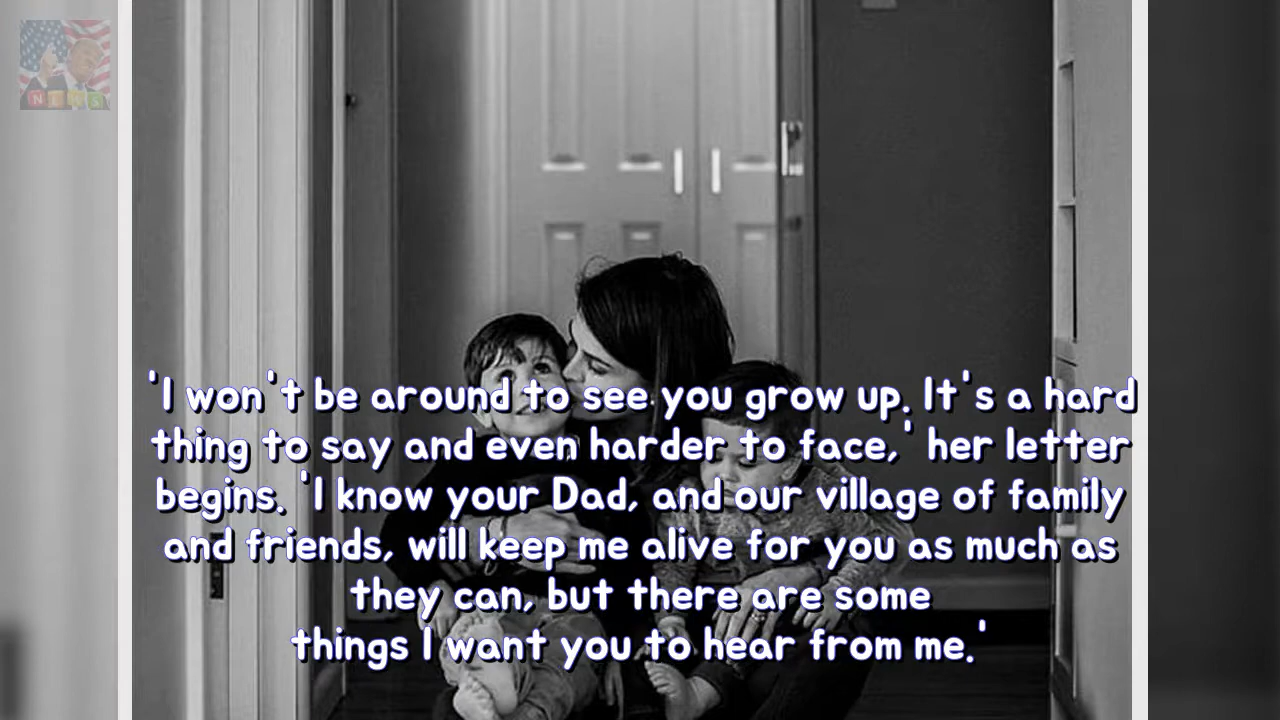 NEWS
'I won't be around to see you grow up. It's a hard
thing to say and even harder to face,' her letter
begins. 'I know your Dad, and our village of family
and friends, will keep me alive for you as much as
they can, but there are some
things I want you to hear from me.'